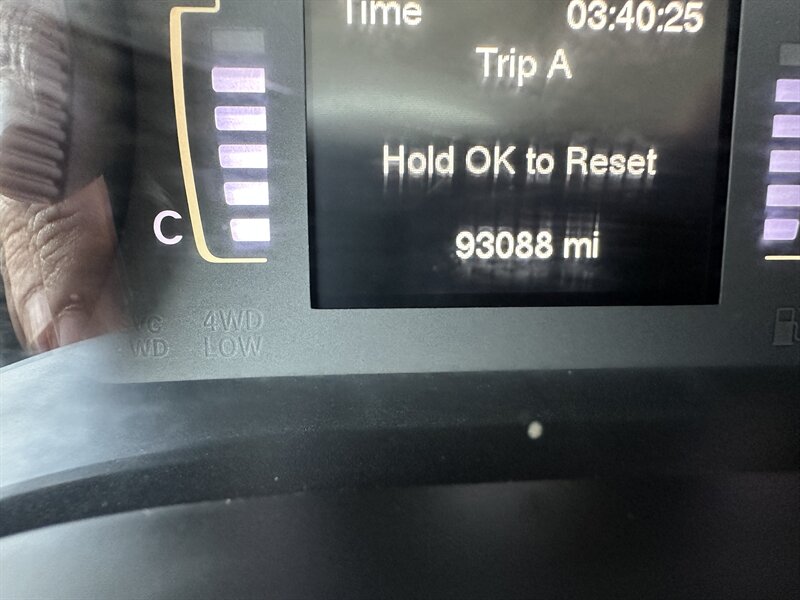 Time 03:40:25
Trip A
Hold OK to Reset
93088 mi
C
4WD
LOW